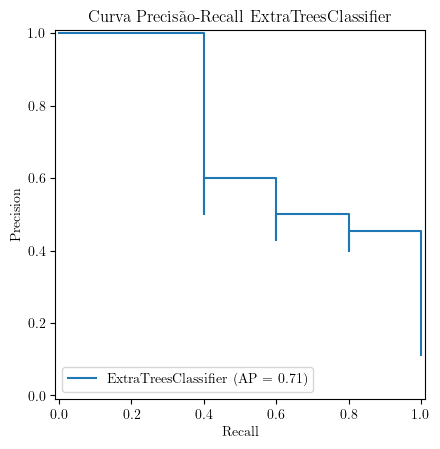 Curva Precisão-Recall ExtraTreesClassifier
1.0
0.8
0.6
0.4
0.2
0.0
Precision
ExtraTreesClassifier (AP = 0.71)
0.0 0.2 0.4 0.6 0.8 1.0
Recall